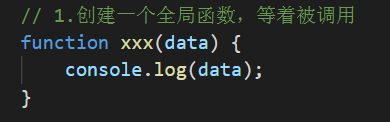 // 1.创建一个全局函数，等着被调用
function xxx(data) {
    console.log(data);
}